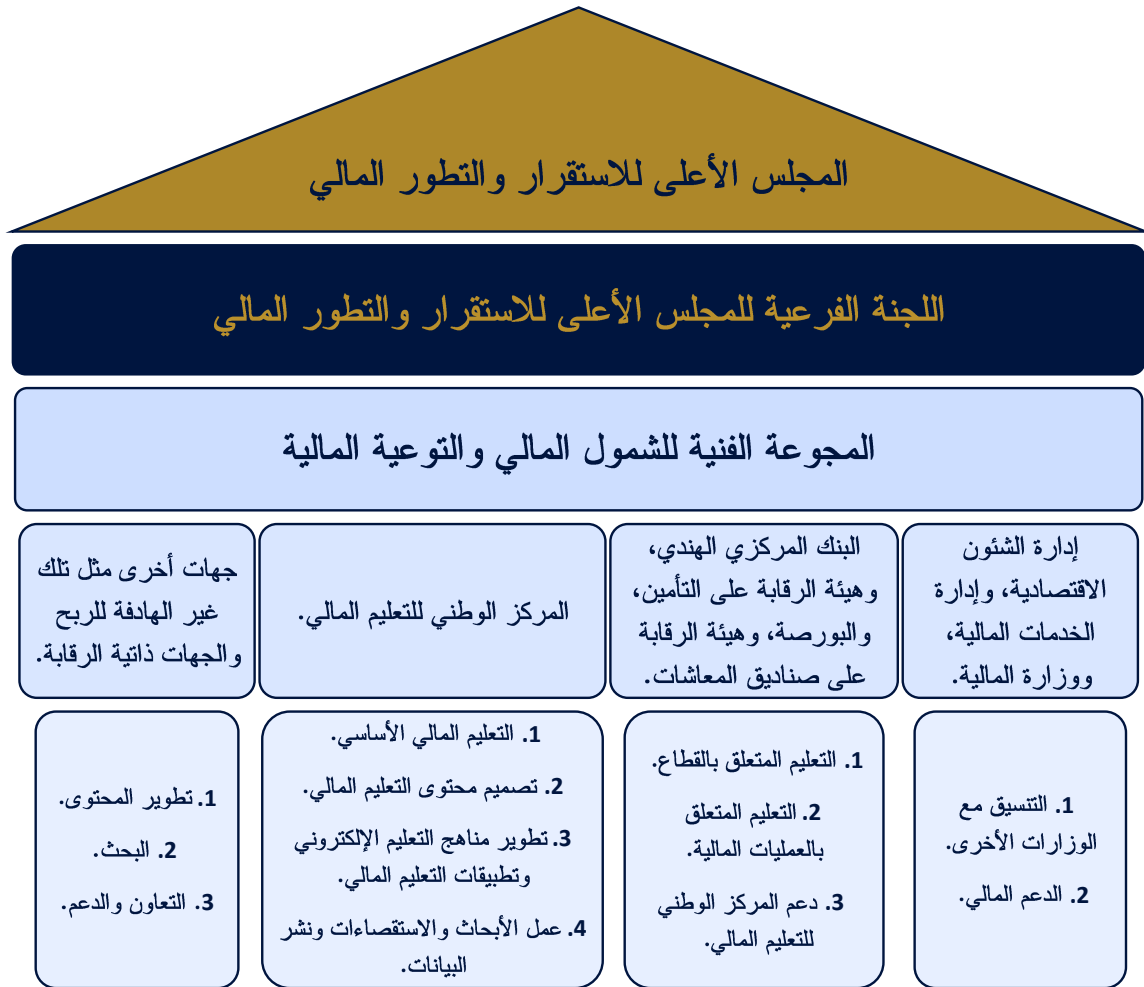 المجلس الأعلى للاستقرار والتطور المالي
اللجنة الفرعية للمجلس الأعلى للاستقرار والتطور المالي
المجوعة الفنية للشمول المالي والتوعية المالية
إدارة الشئون
الاقتصادية، وإدارة
الخدمات المالية،
ووزارة المالية.
البنك المركزي الهندي،
وهيئة الرقابة على التأمين،
والبورصة، وهيئة الرقابة
على صناديق المعاشات.
المركز الوطني للتعليم المالي.
جهات أخرى مثل تلك
غير الهادفة للربح
والجهات ذاتية الرقابة.
1. التنسيق مع
الوزارات الأخرى.
2. الدعم المالي.
1. التعليم المتعلق بالقطاع.
2. التعليم المتعلق
بالعمليات المالية.
3. دعم المركز الوطني
للتعليم المالي.
1. التعليم المالي الأساسي.
2. تصميم محتوى التعليم المالي.
3. تطوير مناهج التعليم الإلكتروني
وتطبيقات التعليم المالي.
4. عمل الأبحاث والاستقصاءات ونشر
البيانات.
1. تطوير المحتوى.
2. البحث.
3. التعاون والدعم.